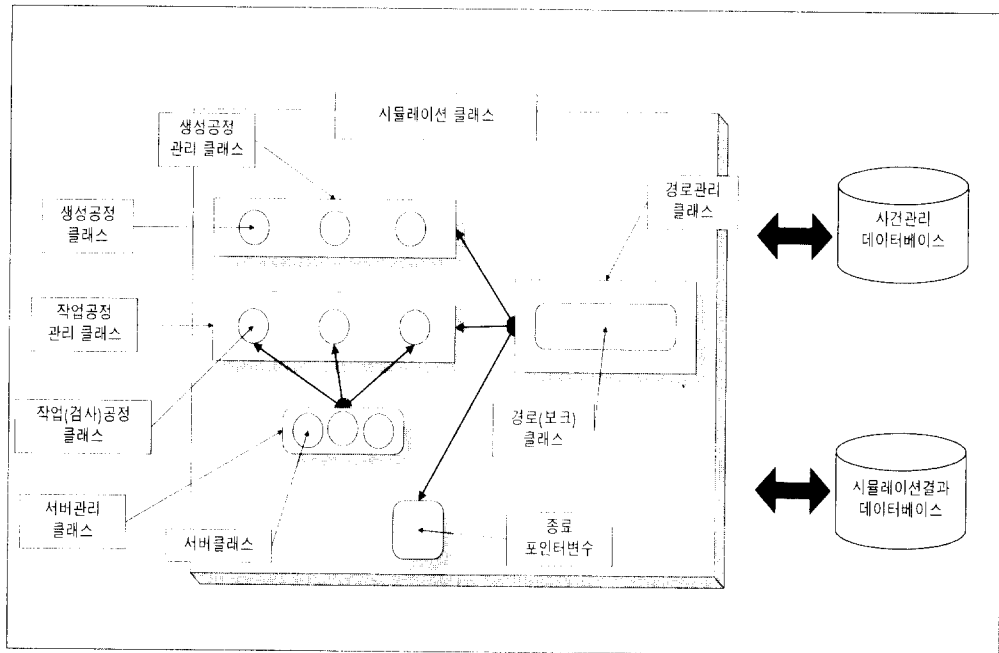 시뮬레이션 클래스
생성공정
관리 클래스
경로관리
클래스
생성공정
클래스
사건관리
데이터베이스
작업공정
관리 클래스
작업(검사)공정
클래스
경로(보크)
클래스
서버관리
클래스
서버클래스
종료
포인터변수
시뮬레이션결과
데이터베이스